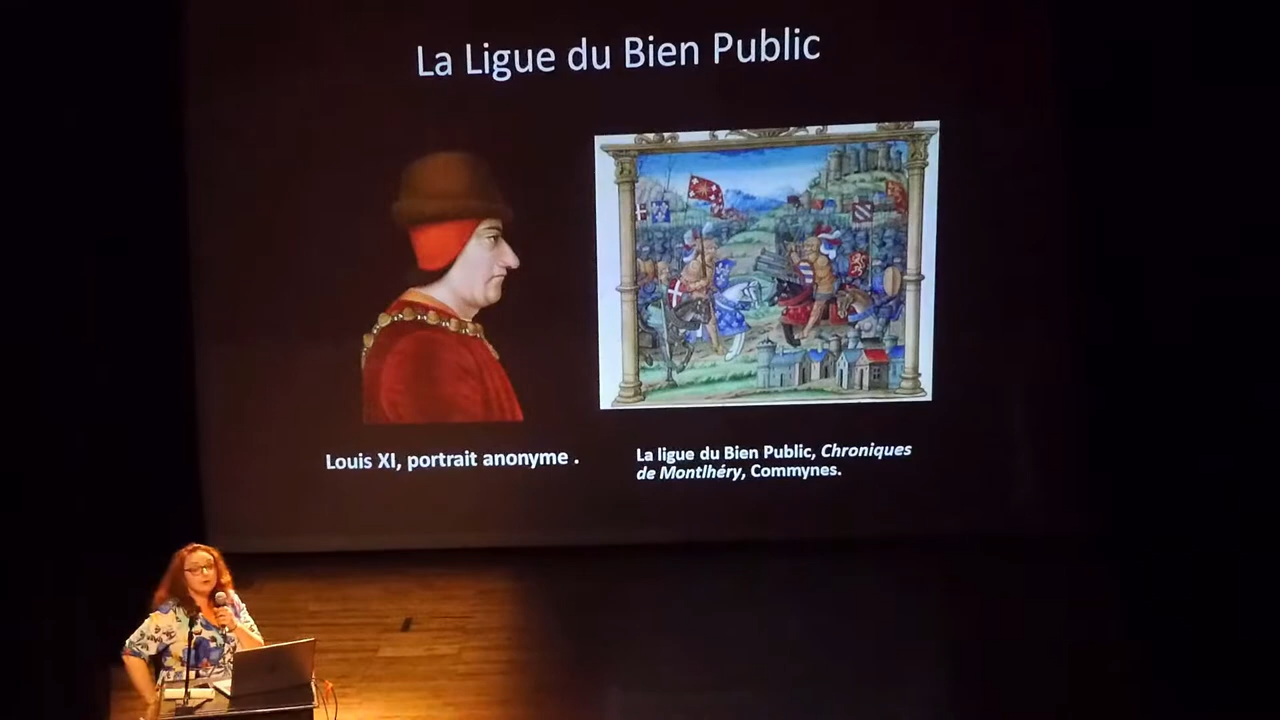 La Ligue du Bien Public
Louis XI, portrait anonyme .
La ligue du Bien Public, Chroniques
de Montlhéry, Commynes.